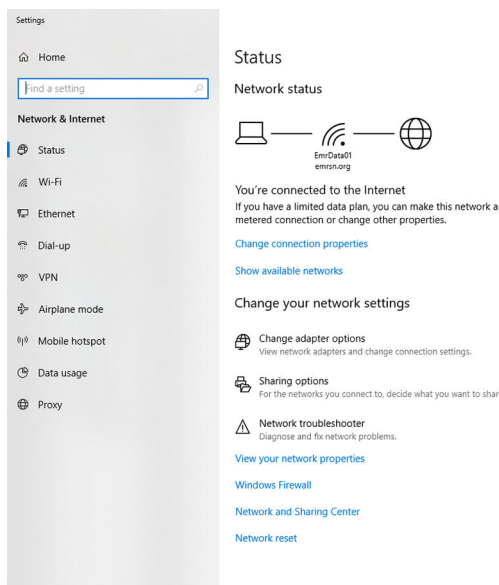 Settings
Home
Find a setting
Network & Internet
Status
Wi-Fi
Ethernet
Dial-up
VPN
Airplane mode
Mobile hotspot
Data usage
Proxy
Status
Network status
EmrData01
emrsn.org
You're connected to the Internet
If you have a limited data plan, you can make this network a
metered connection or change other properties.
Change connection properties
Show available networks
Change your network settings
Change adapter options
View network adapters and change connection settings.
Sharing options
For the networks you connect to, decide what you want to shar
Network troubleshooter
Diagnose and fix network problems.
View your network properties
Windows Firewall
Network and Sharing Center
Network reset